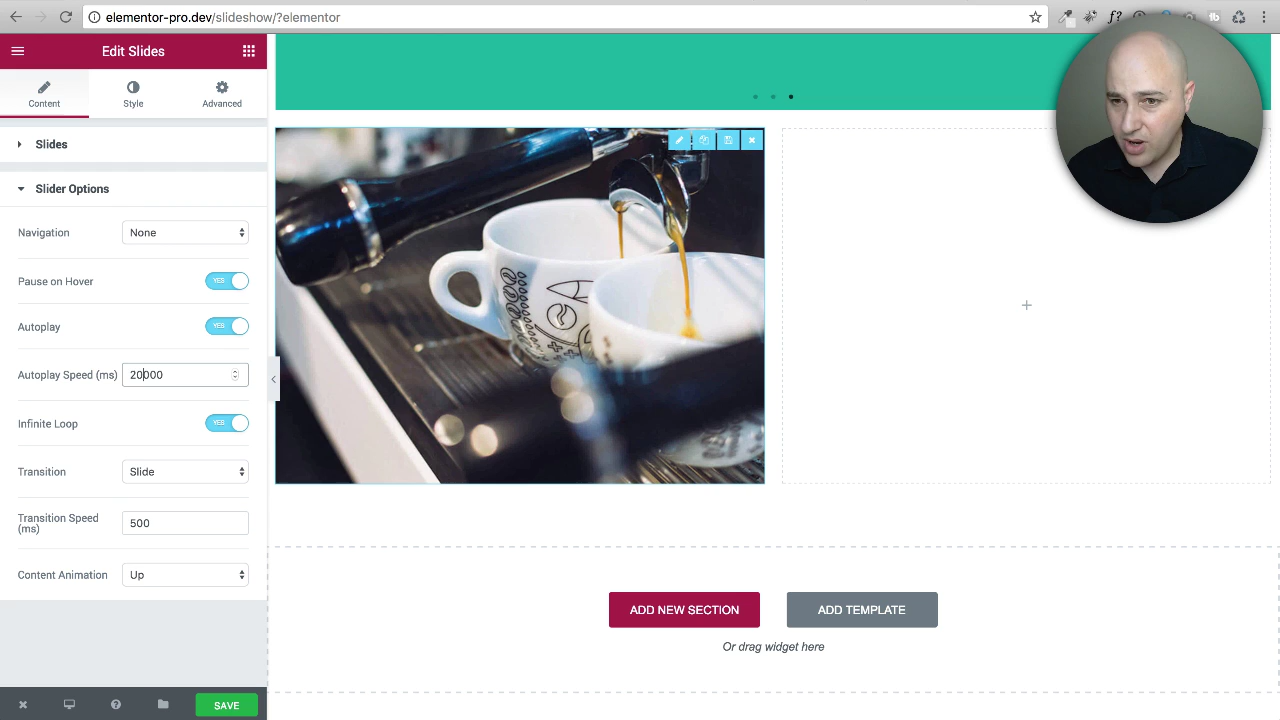 elementor-pro.dev/slideshow/?elementor
f?
Edit Slides
Content
Style
Advanced
Slides
Slider Options
Navigation
None
Pause on Hover
YES
Autoplay
YES
Autoplay Speed (ms)
20000
Infinite Loop
YES
Transition
Slide
Transition Speed
(ms)
500
Content Animation
Up
SAVE
ADD NEW SECTION
ADD TEMPLATE
Or drag widget here